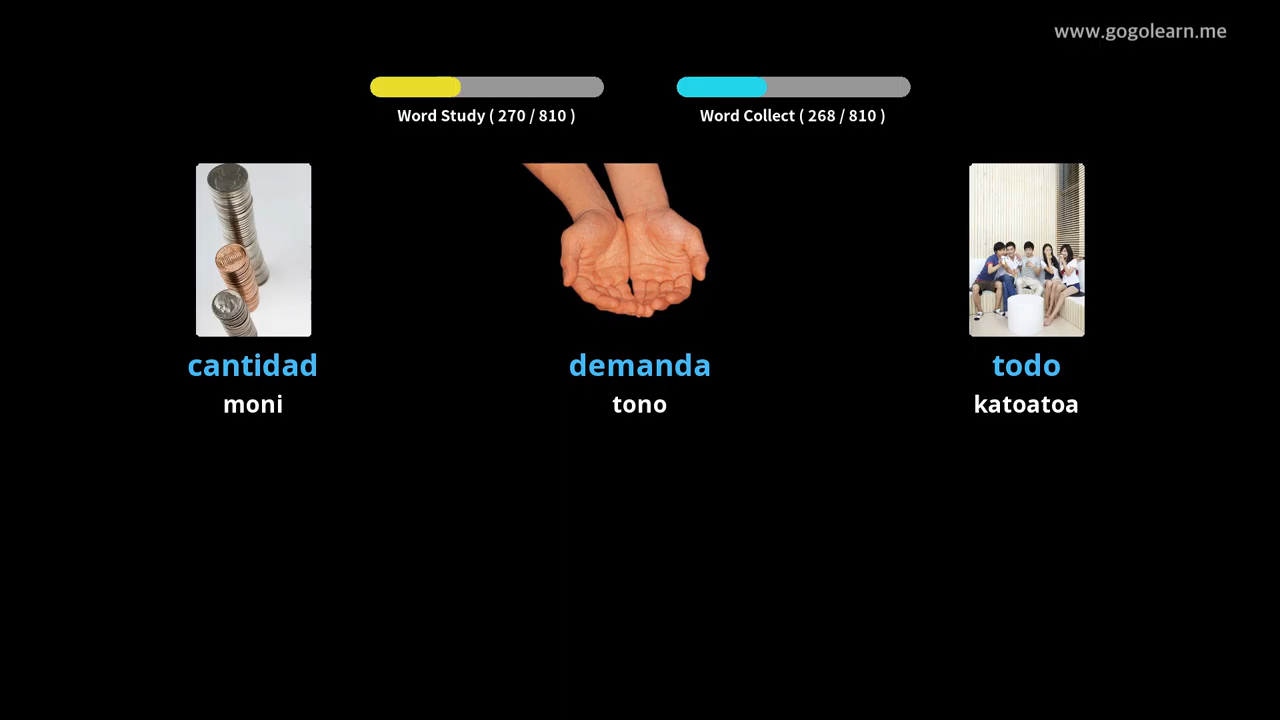 www.gogolearn.me
Word Study ( 270 / 810 )
Word Collect ( 268 / 810 )
cantidad
moni
demanda
tono
todo
katoatoa